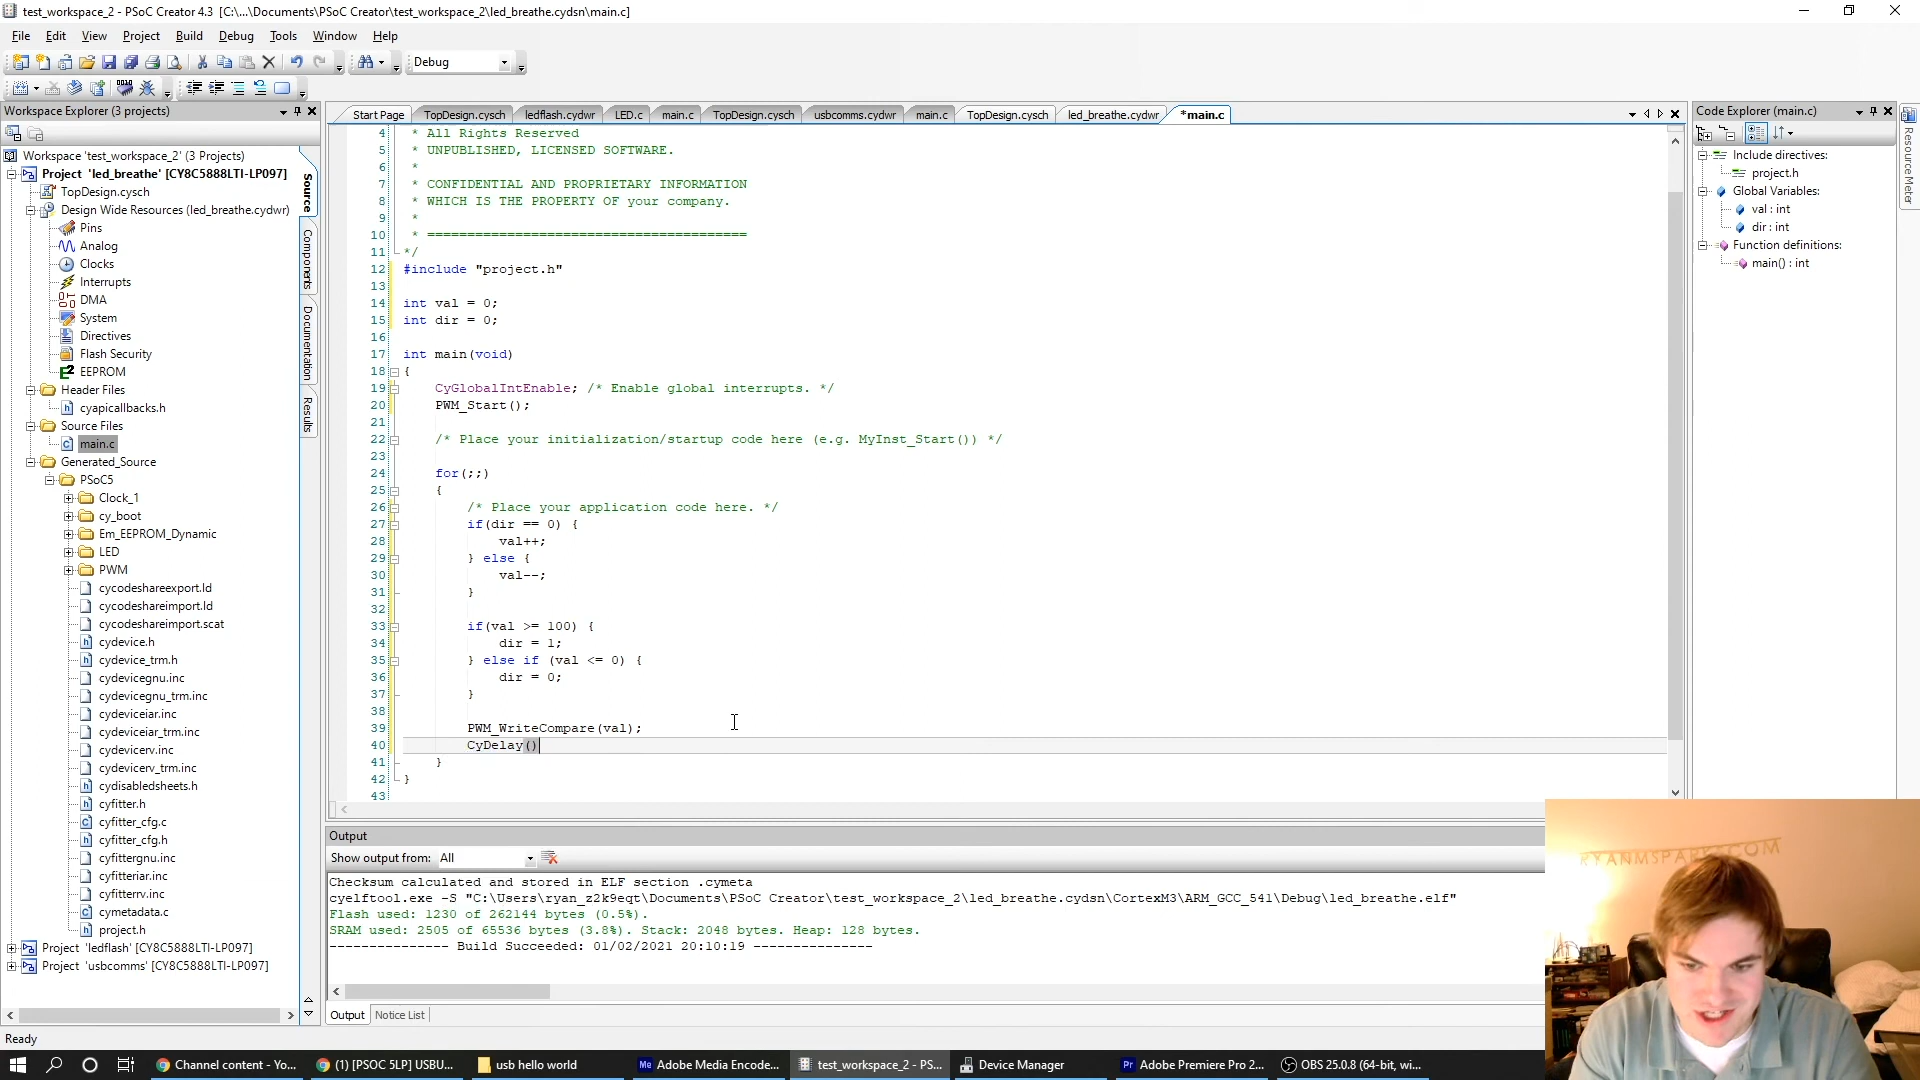 test_workspace_2 - PSoC Creator 4.3 [C:\...\Documents\PSoC Creator\test_workspace_2\led_breathe.cydsn\main.c]
File Edit View Project Build Debug Tools Window Help
Debug
Workspace Explorer (3 projects)
Workspace 'test_workspace_2' (3 Projects)
Project 'led_breathe' [CY8C5888LTI-LP097]
TopDesign.cysch
Design Wide Resources (led_breathe.cydwr)
Pins
Analog
Clocks
Interrupts
DMA
System
Directives
Flash Security
EEPROM
Header Files
cyapicallbacks.h
Source Files
main.c
Generated_Source
PSoC5
Clock_1
cy_boot
Em_EEPROM_Dynamic
LED
PWM
cycodeshareexport.ld
cycodeshareimport.ld
cycodeshareimport.scat
cydevice.h
cydevice_trm.h
cydevicegnu.inc
cydevicegnu_trm.inc
cydeviceiar.inc
cydeviceiar_trm.inc
cydevicerv.inc
cydevicerv_trm.inc
cydisabledsheets.h
cyfitter.h
cyfitter_cfg.c
cyfitter_cfg.h
cyfittergnu.inc
cyfitteriar.inc
cyfitterrv.inc
cymetadata.c
project.h
Project 'ledflash' [CY8C5888LTI-LP097]
Project 'usbcomms' [CY8C5888LTI-LP097]
Source
Components
Documentation
Results
Start Page TopDesign.cysch ledflash.cydwr LED.c main.c TopDesign.cysch usbcomms.cydwr main.c TopDesign.cysch led_breathe.cydwr *main.c
4 * All Rights Reserved
5 * UNPUBLISHED, LICENSED SOFTWARE.
6 *
7 * CONFIDENTIAL AND PROPRIETARY INFORMATION
8 * WHICH IS THE PROPERTY OF your company.
9 *
10 * ========================================
11 */
12 #include "project.h"
13
14 int val = 0;
15 int dir = 0;
16
17 int main(void)
18 {
19 CyGlobalIntEnable; /* Enable global interrupts. */
20 PWM_Start();
21
22 /* Place your initialization/startup code here (e.g. MyInst_Start()) */
23
24 for(;;)
25 {
26 /* Place your application code here. */
27 if(dir == 0) {
28 val++;
29 } else {
30 val--;
31 }
32
33 if(val >= 100) {
34 dir = 1;
35 } else if (val <= 0) {
36 dir = 0;
37 }
38
39 PWM_WriteCompare(val);
40 CyDelay()
41 }
42 }
43
Output
Show output from: All
Checksum calculated and stored in ELF section .cymeta
cyelftool.exe -S "C:\Users\ryan_z2k9eqt\Documents\PSoC Creator\test_workspace_2\led_breathe.cydsn\CortexM3\ARM_GCC_541\Debug\led_breathe.elf"
Flash used: 1230 of 262144 bytes (0.5%).
SRAM used: 2505 of 65536 bytes (3.8%). Stack: 2048 bytes. Heap: 128 bytes.
--------------- Build Succeeded: 01/02/2021 20:10:19 ---------------
Output Notice List
Code Explorer (main.c)
Include directives:
project.h
Global Variables:
val : int
dir : int
Function definitions:
main() : int
Resource Meter
RYANMSPARKS.COM
Ready
Channel content - Yo... (1) [PSOC 5LP] USBU... usb hello world Me Adobe Media Encode... test_workspace_2 - PS... Device Manager Pr Adobe Premiere Pro 2... OBS 25.0.8 (64-bit, wi...